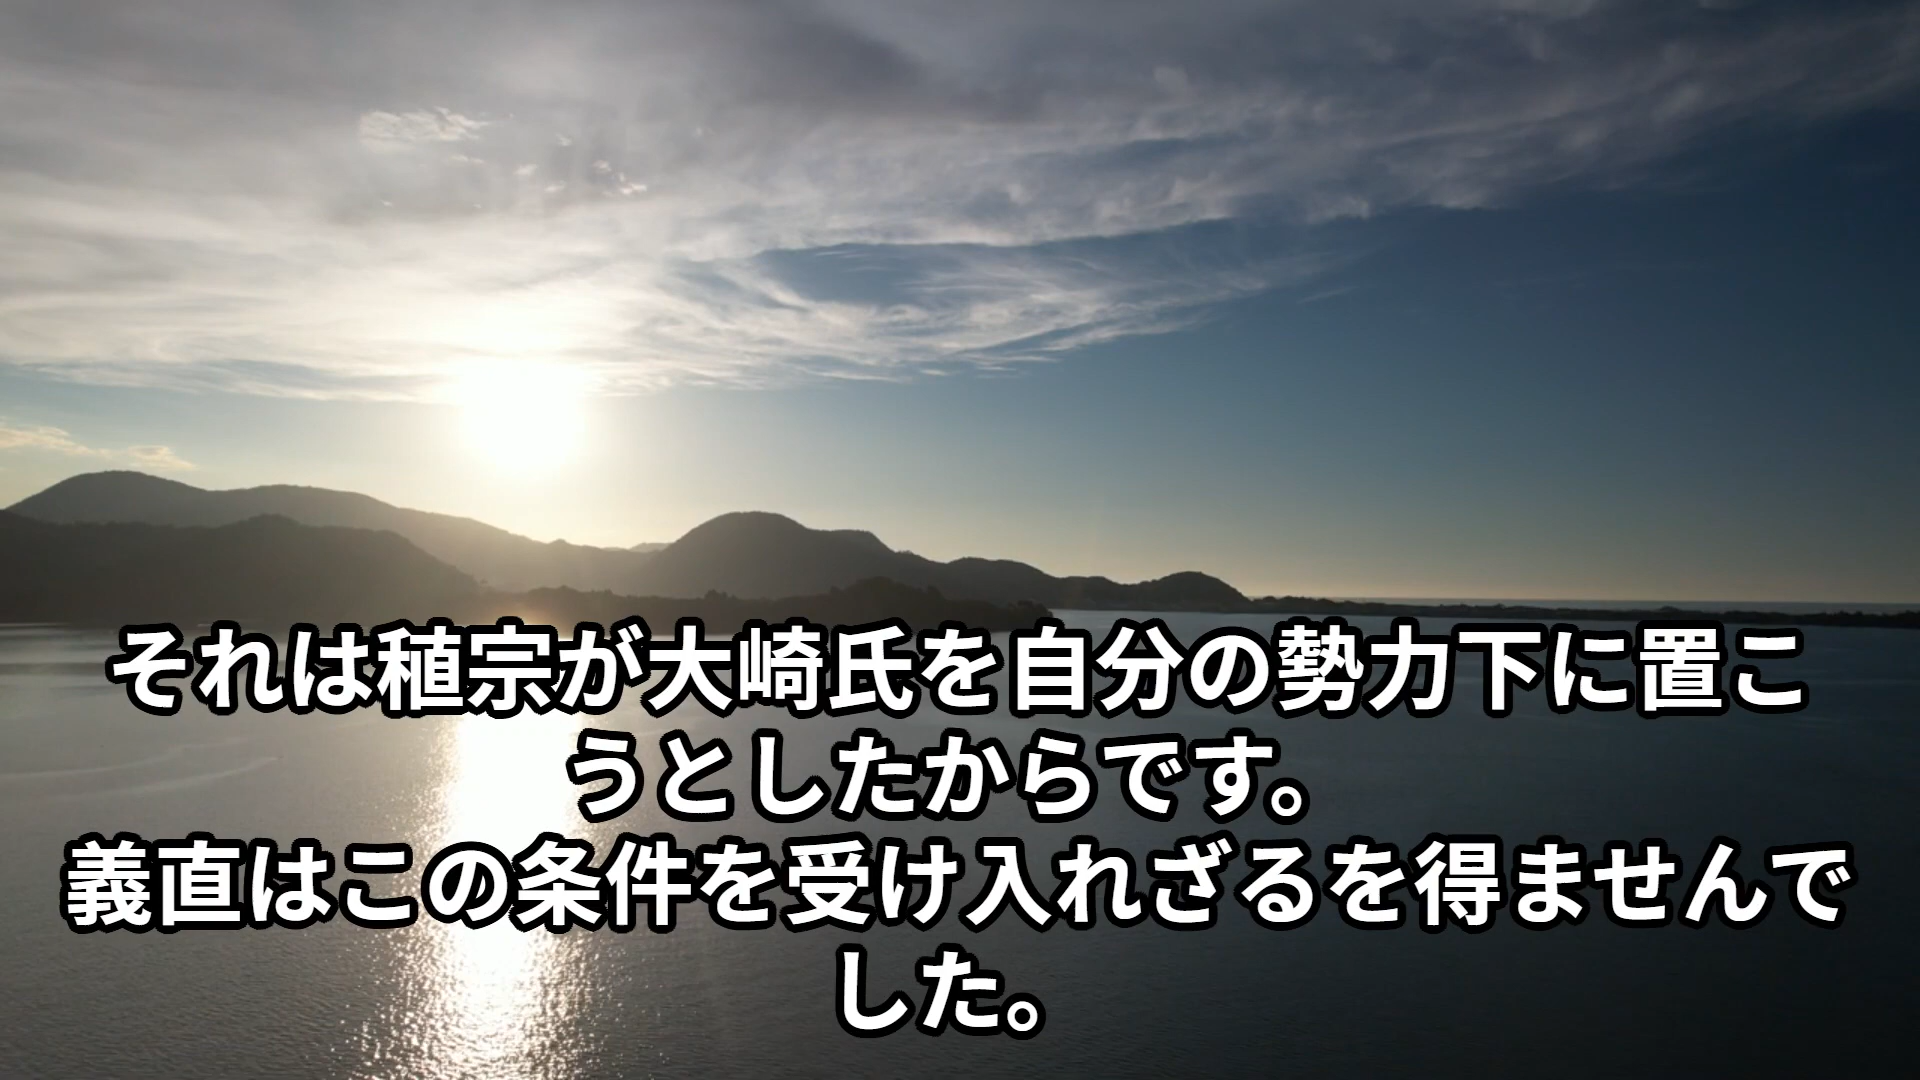 それは稙宗が大崎氏を自分の勢力下に置こ
うとしたからです。
義直はこの条件を受け入れざるを得ませんで
した。